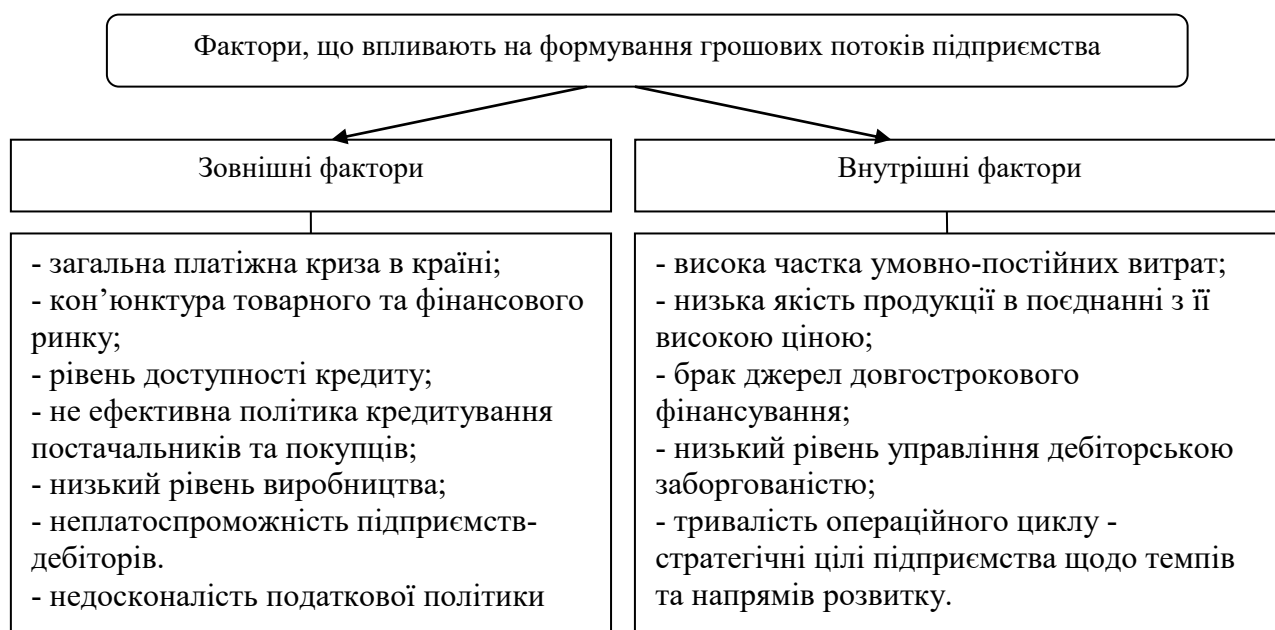 Фактори, що впливають на формування грошових потоків підприємства
Зовнішні фактори
- загальна платіжна криза в країні;
- кон’юнктура товарного та фінансового
ринку;
- рівень доступності кредиту;
- не ефективна політика кредитування
постачальників та покупців;
- низький рівень виробництва;
- неплатоспроможність підприємств-
дебіторів.
- недосконалість податкової політики
Внутрішні фактори
- висока частка умовно-постійних витрат;
- низька якість продукції в поєднанні з її
високою ціною;
- брак джерел довгострокового
фінансування;
- низький рівень управління дебіторською
заборгованістю;
- тривалість операційного циклу -
стратегічні цілі підприємства щодо темпів
та напрямів розвитку.